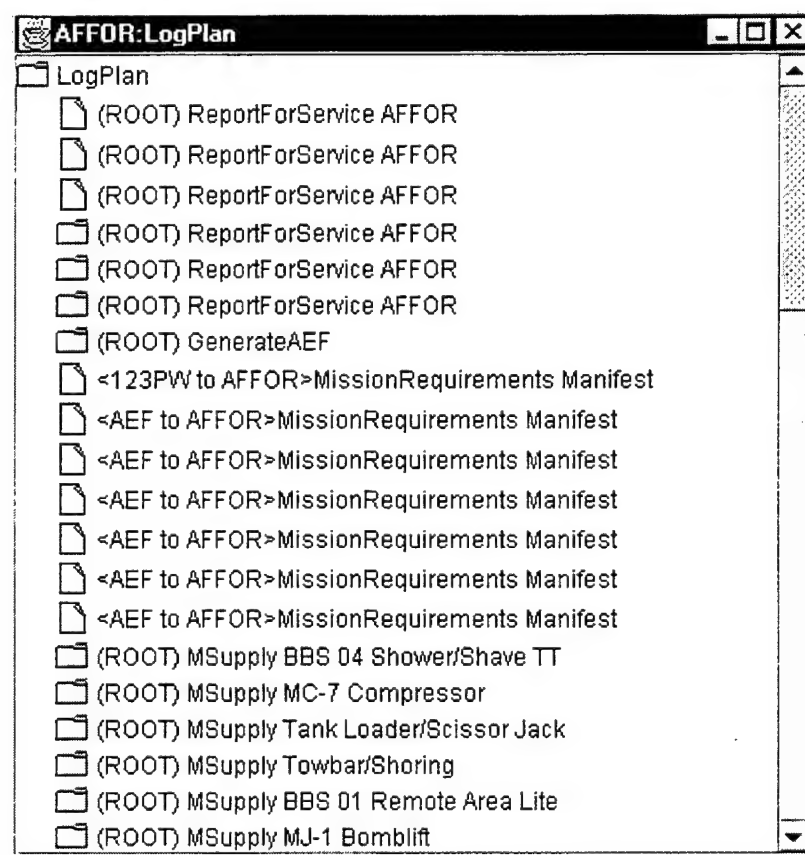 AFFOR:LogPlan
LogPlan
(ROOT) ReportForService AFFOR
(ROOT) ReportForService AFFOR
(ROOT) ReportForService AFFOR
(ROOT) ReportForService AFFOR
(ROOT) ReportForService AFFOR
(ROOT) ReportForService AFFOR
(ROOT) GenerateAEF
<123PW to AFFOR>MissionRequirements Manifest
<AEF to AFFOR>MissionRequirements Manifest
<AEF to AFFOR>MissionRequirements Manifest
<AEF to AFFOR>MissionRequirements Manifest
<AEF to AFFOR>MissionRequirements Manifest
<AEF to AFFOR>MissionRequirements Manifest
<AEF to AFFOR>MissionRequirements Manifest
(ROOT) MSupply BBS 04 Shower/Shave TT
(ROOT) MSupply MC-7 Compressor
(ROOT) MSupply Tank Loader/Scissor Jack
(ROOT) MSupply Towbar/Shoring
(ROOT) MSupply BBS 01 Remote Area Lite
(ROOT) MSupply MJ-1 Bomblift